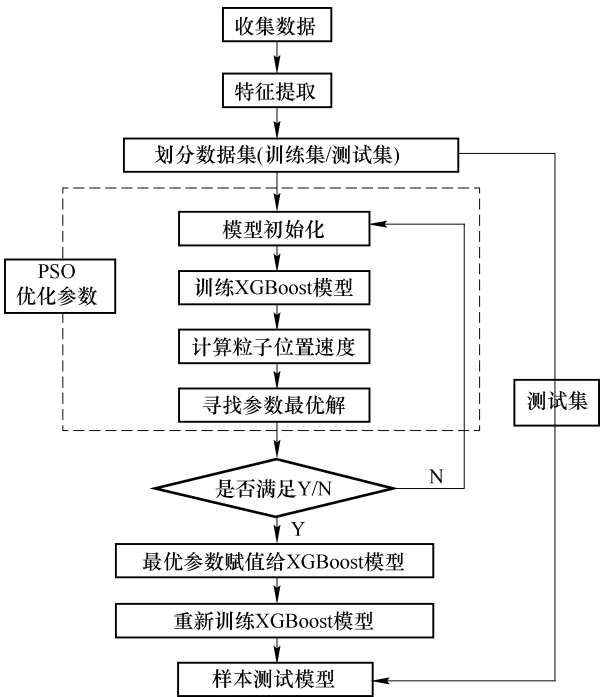 收集数据
特征提取
划分数据集(训练集/测试集)
模型初始化
PSO
优化参数
训练XGBoost模型
计算粒子位置速度
寻找参数最优解
测试集
是否满足Y/N
N
Y
最优参数赋值给XGBoost模型
重新训练XGBoost模型
样本测试模型